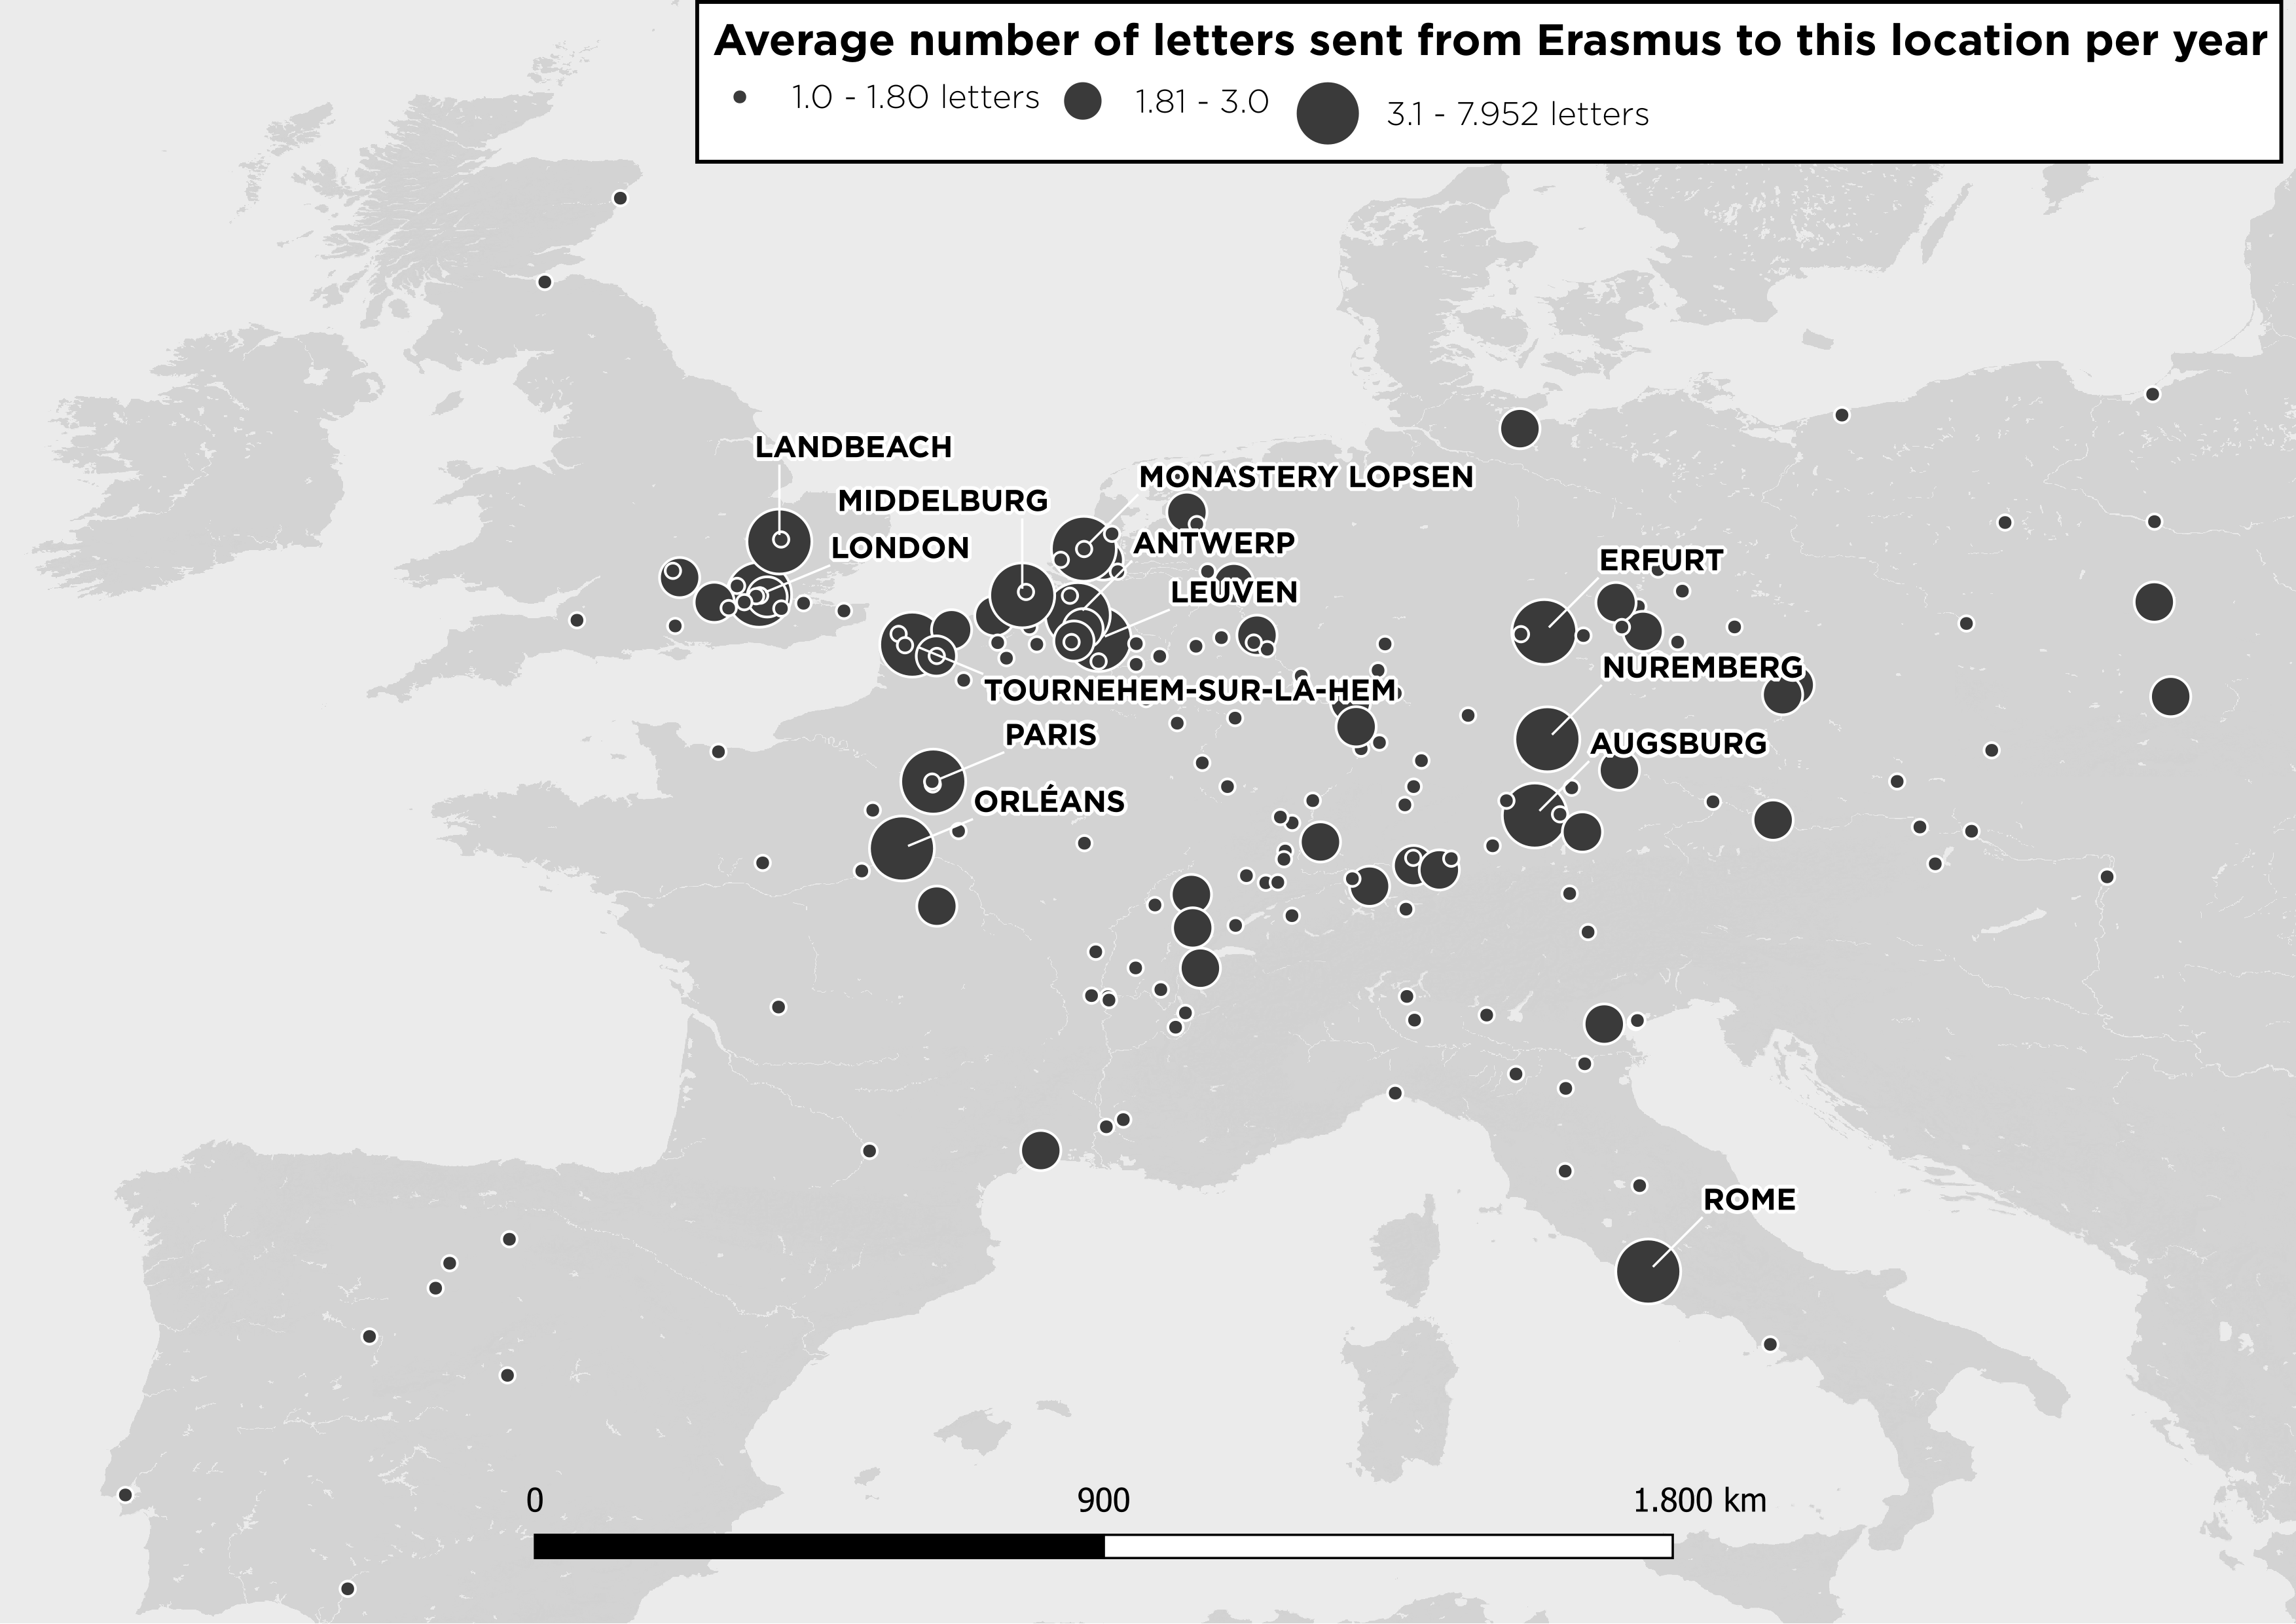 Average number of letters sent from Erasmus to this location per year
1.0 - 1.80 letters 1.81 - 3.0 3.1 - 7.952 letters
LANDBEACH
MONASTERY LOPSEN
MIDDELBURG
LONDON
ANTWERP
ERFURT
LEUVEN
NUREMBERG
TOURNEHEM-SUR-LA-HEM
PARIS
AUGSBURG
ORLÉANS
ROME
0 900 1.800 km